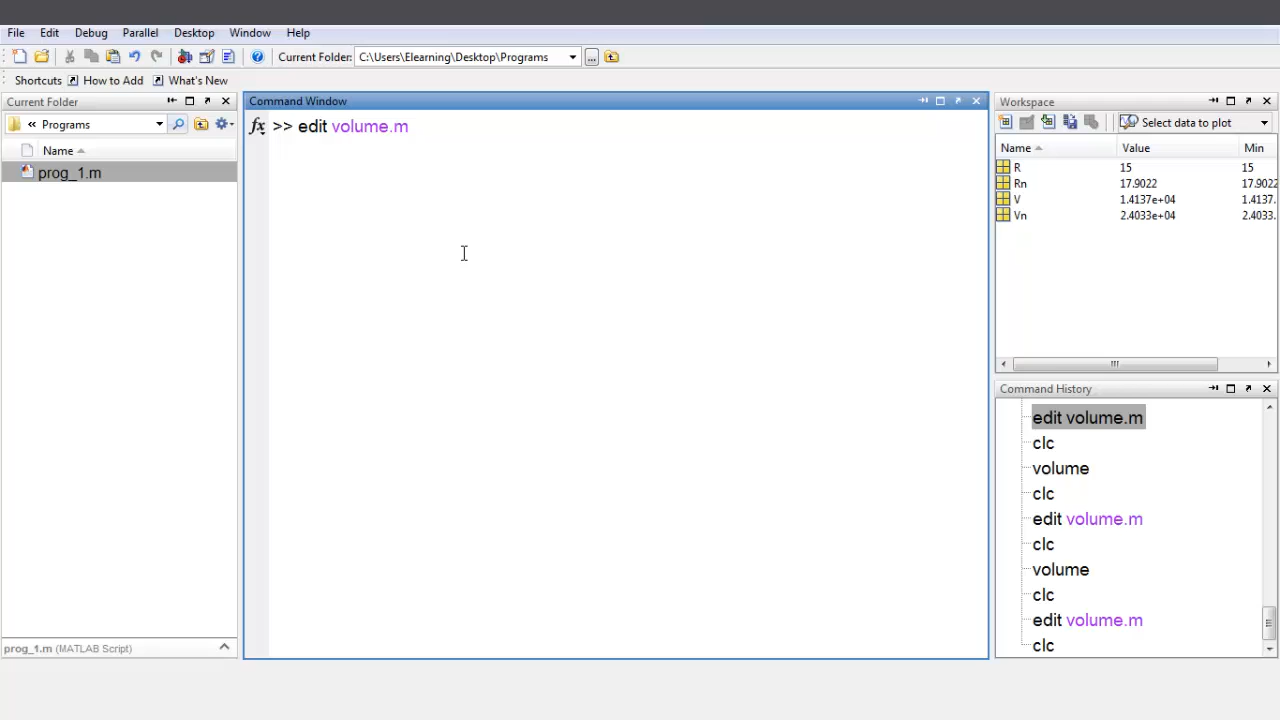 File Edit Debug Parallel Desktop Window Help
Current Folder: C:\Users\Elearning\Desktop\Programs ...
Shortcuts How to Add What's New
Current Folder
« Programs
Name
prog_1.m
prog_1.m (MATLAB Script)
Command Window
fx >> edit volume.m
Workspace
Select data to plot
Name Value Min
R 15 15
Rn 17.9022 17.9022
V 1.4137e+04 1.4137.
Vn 2.4033e+04 2.4033.
Command History
edit volume.m
clc
volume
clc
edit volume.m
clc
volume
clc
edit volume.m
clc